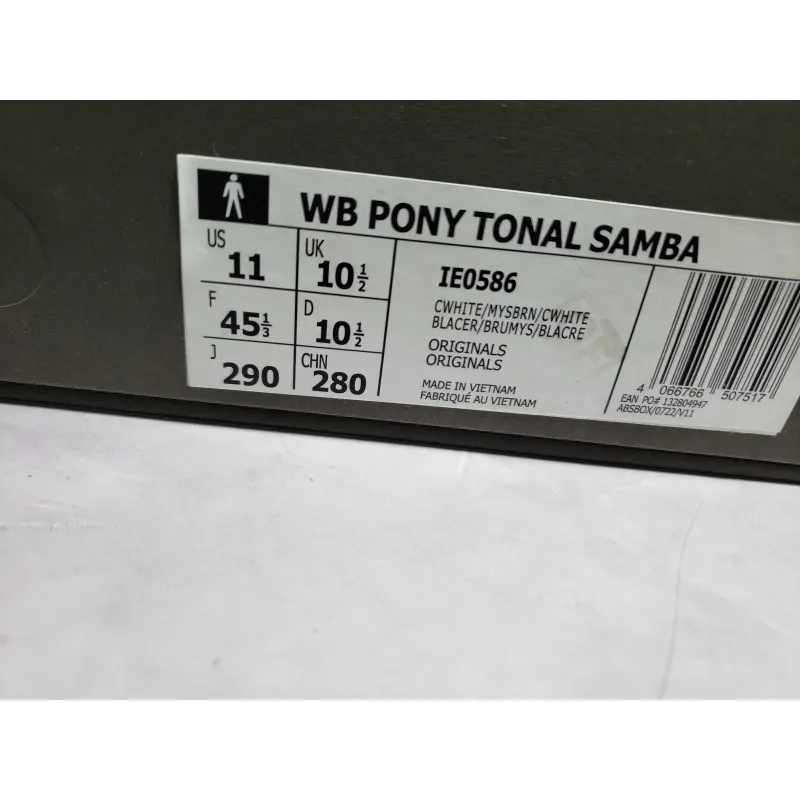 WB PONY TONAL SAMBA
US 11
UK 10 1/2
F 45 1/3
D 10 1/2
J 290
CHN 280
IE0586
CWHITE/MYSBRN/CWHITE
BLACER/BRUMYS/BLACRE
ORIGINALS
ORIGINALS
MADE IN VIETNAM
FABRIQUÉ AU VIETNAM
4 066766 507517
EAN PO# 132804947
ABSBOX/0722/V11